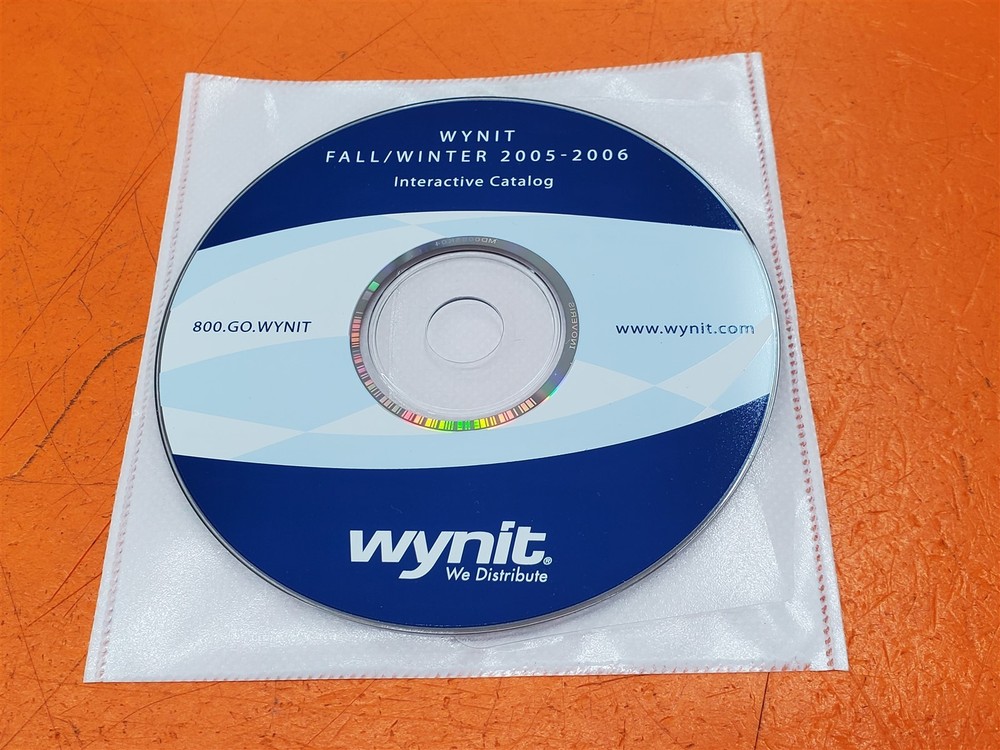 WYNIT
FALL/WINTER 2005-2006
Interactive Catalog
800.GO.WYNIT
www.wynit.com
wynit®
We Distribute